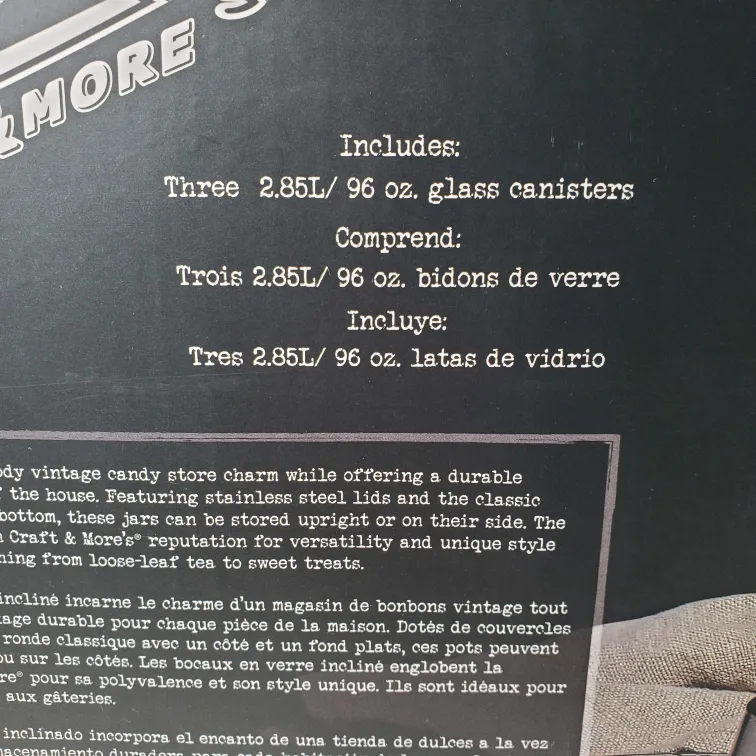 &MORE
Includes:
Three 2.85L/ 96 oz. glass canisters
Comprend:
Trois 2.85L/ 96 oz. bidons de verre
Incluye:
Tres 2.85L/ 96 oz. latas de vidrio
vintage candy store charm while offering a durable
the house. Featuring stainless steel lids and the classic
bottom, these jars can be stored upright or on their side. The
Craft & More's® reputation for versatility and unique style
from loose-leaf tea to sweet treats.
incliné incarne le charme d'un magasin de bonbons vintage tout
durable pour chaque pièce de la maison. Dotés de couvercles
ronde classique avec un côté et un fond plats, ces pots peuvent
ou sur les côtés. Les bocaux en verre incliné englobent la
pour sa polyvalence et son style unique. Ils sont idéaux pour
aux gâteries.
inclinado incorpora el encanto de una tienda de dulces a la vez